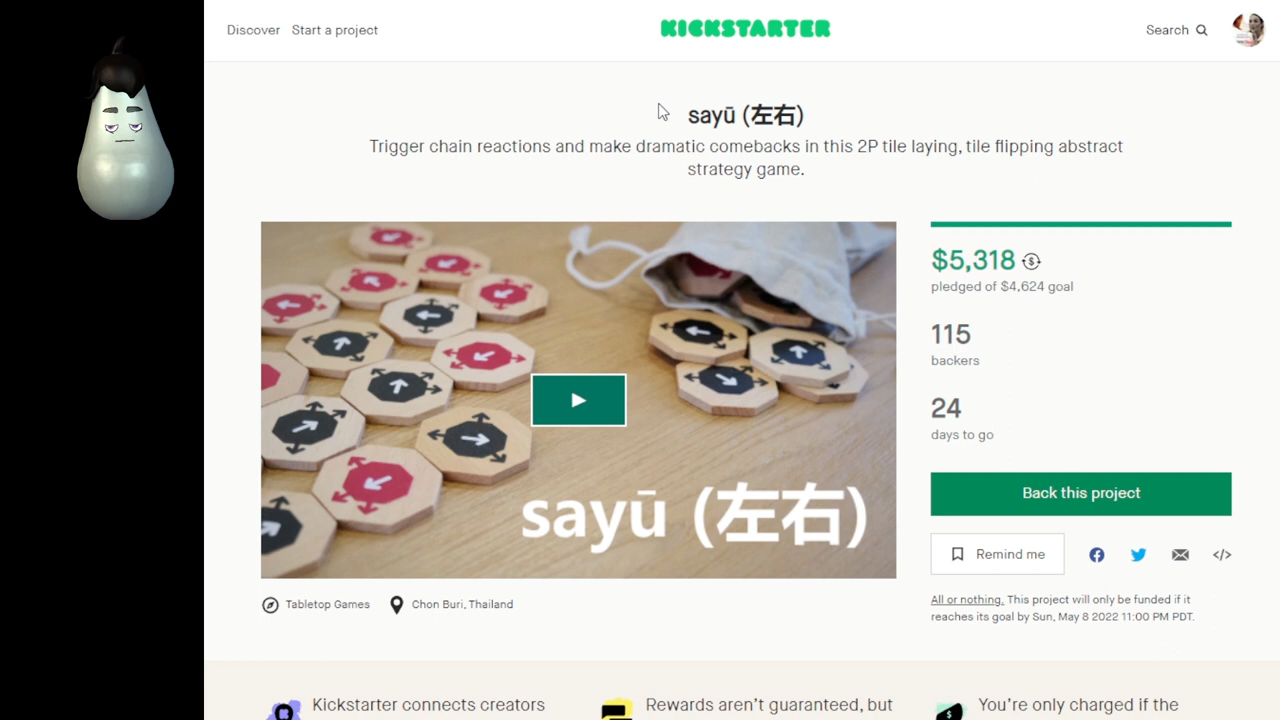 Discover Start a project
KICKSTARTER
Search
sayū (左右)
Trigger chain reactions and make dramatic comebacks in this 2P tile laying, tile flipping abstract
strategy game.
sayū (左右)
$5,318
pledged of $4,624 goal
115
backers
24
days to go
Back this project
Remind me
All or nothing. This project will only be funded if it
reaches its goal by Sun, May 8 2022 11:00 PM PDT.
Tabletop Games Chon Buri, Thailand
Kickstarter connects creators
Rewards aren't guaranteed, but
You're only charged if the